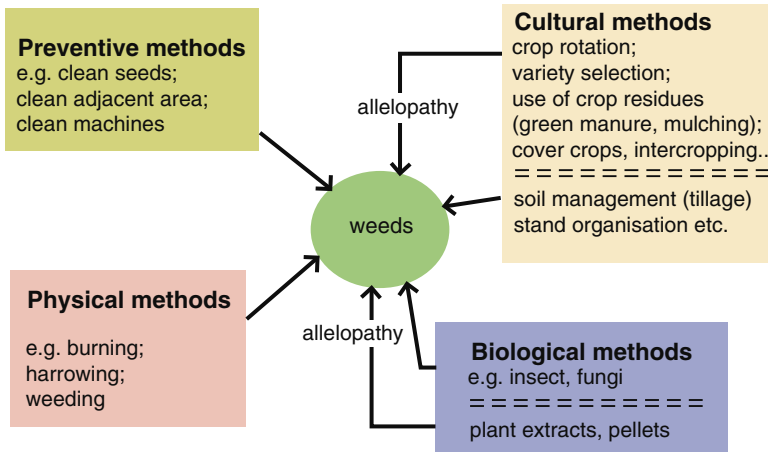 Preventive methods
e.g. clean seeds;
clean adjacent area;
clean machines
Cultural methods
crop rotation;
variety selection;
use of crop residues
(green manure, mulching);
cover crops, intercropping..
= = = = = = = = = = = =
soil management (tillage)
stand organisation etc.
allelopathy
weeds
Physical methods
e.g. burning;
harrowing;
weeding
allelopathy
Biological methods
e.g. insect, fungi
= = = = = = = = = = =
plant extracts, pellets